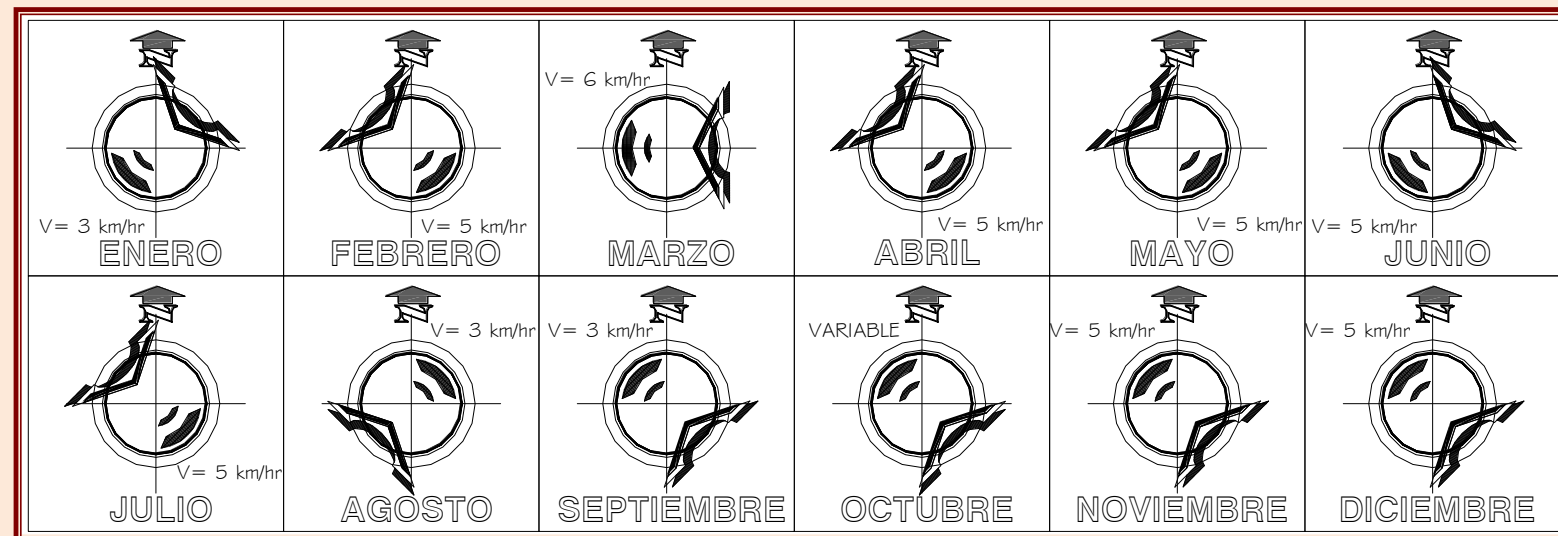 N N N N N N
V= 3 km/hr
ENERO
V= 5 km/hr
FEBRERO
V= 6 km/hr
MARZO
V= 5 km/hr
ABRIL
V= 5 km/hr
MAYO
V= 5 km/hr
JUNIO
N N N N N N
V= 5 km/hr
JULIO
V= 3 km/hr
AGOSTO
V= 3 km/hr
SEPTIEMBRE
VARIABLE
OCTUBRE
V= 5 km/hr
NOVIEMBRE
V= 5 km/hr
DICIEMBRE